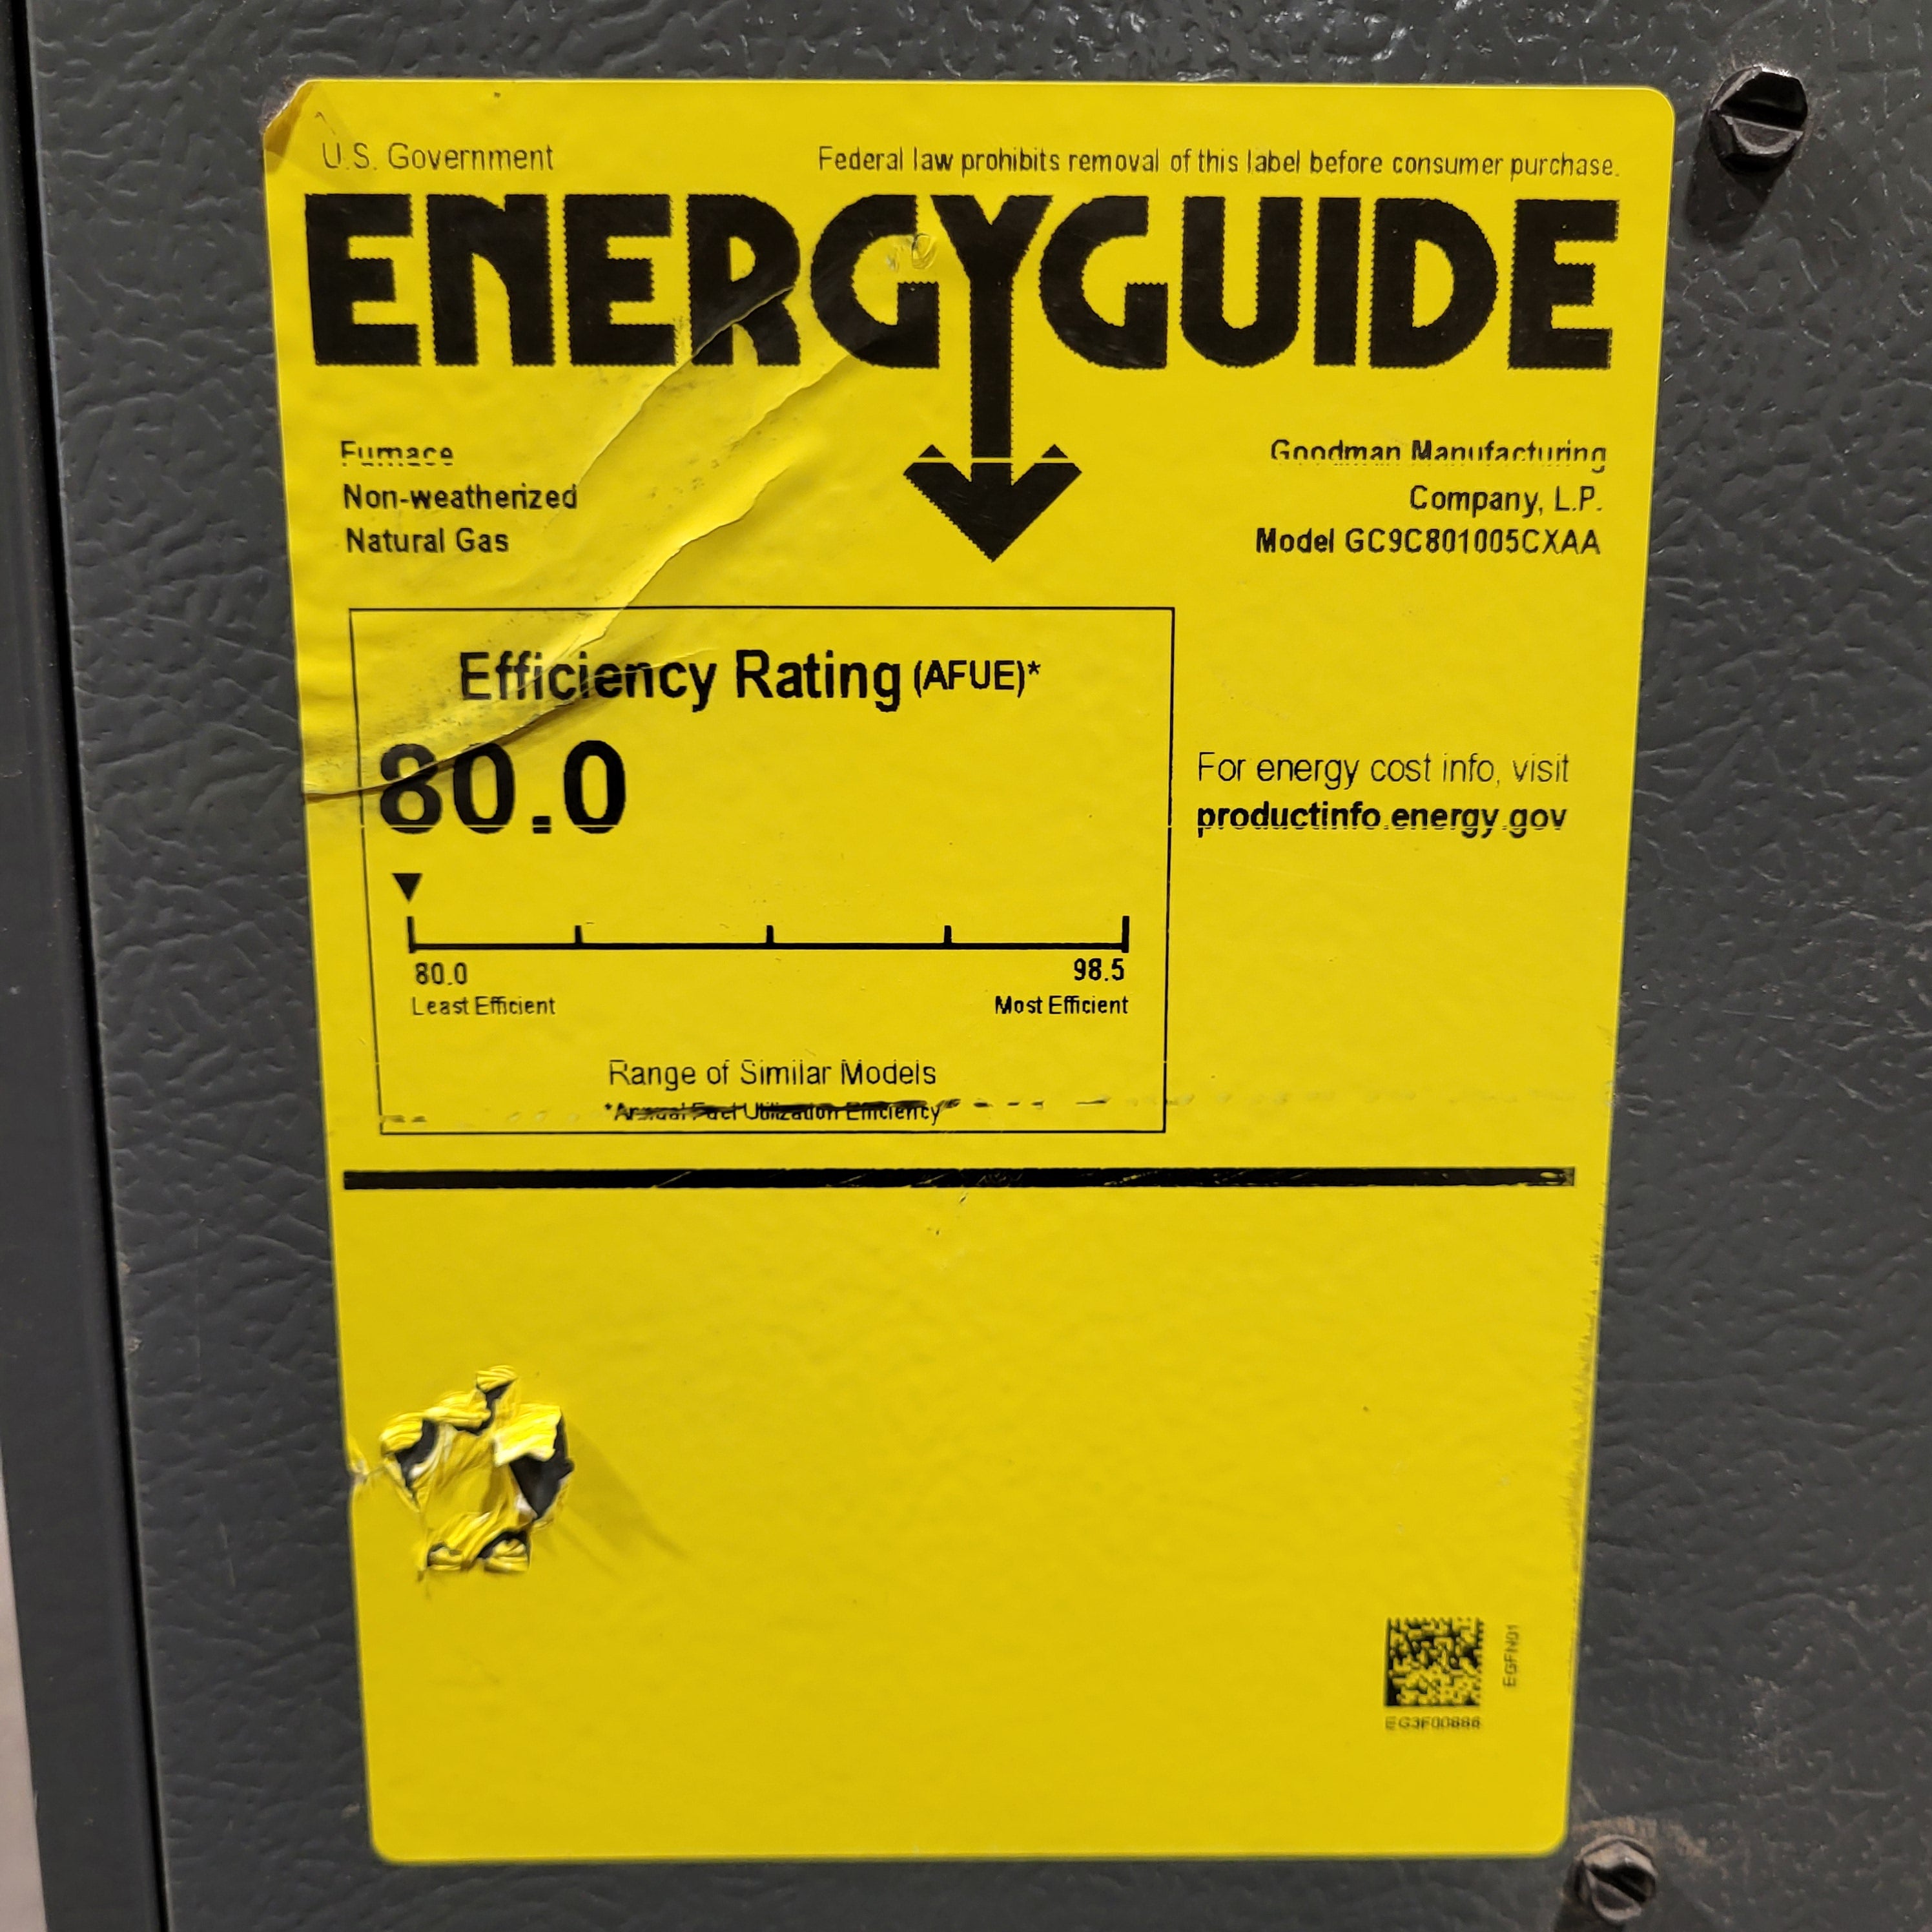 U.S. Government
Federal law prohibits removal of this label before consumer purchase.
ENERGYGUIDE
Furnace
Non-weatherized
Natural Gas
Goodman Manufacturing
Company, L.P.
Model GC9C801005CXAA
Efficiency Rating (AFUE)*
80.0
80.0
Least Efficient
98.5
Most Efficient
Range of Similar Models
*Annual Fuel Utilization Efficiency
For energy cost info, visit
productinfo.energy.gov
EGFN01